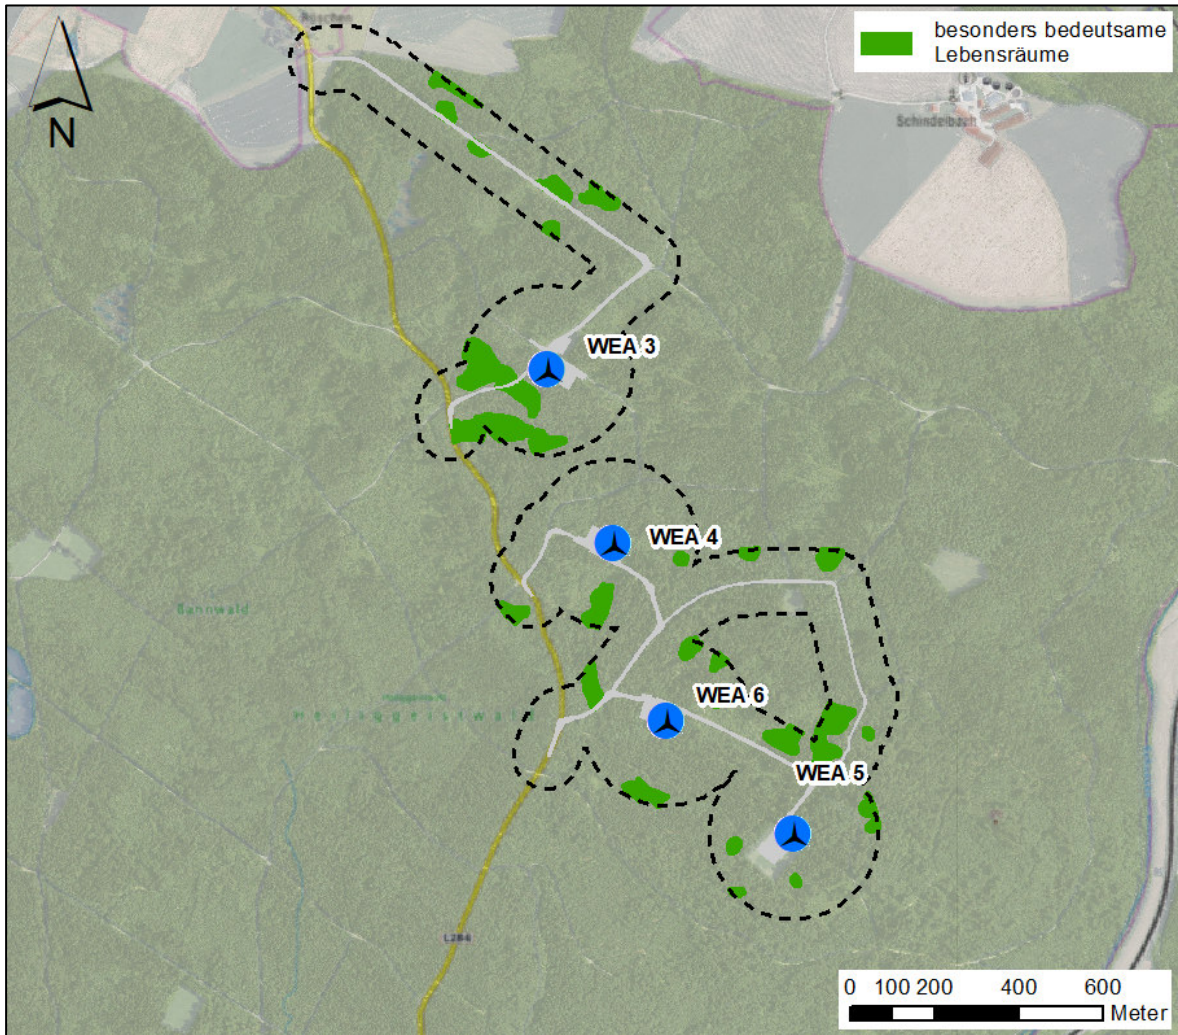 besonders bedeutsame
Lebensräume
Schindelbach
N
WEA 3
WEA 4
Bannwald
WEA 6
Heiliggeistwald
WEA 5
0 100 200 400 600
Meter